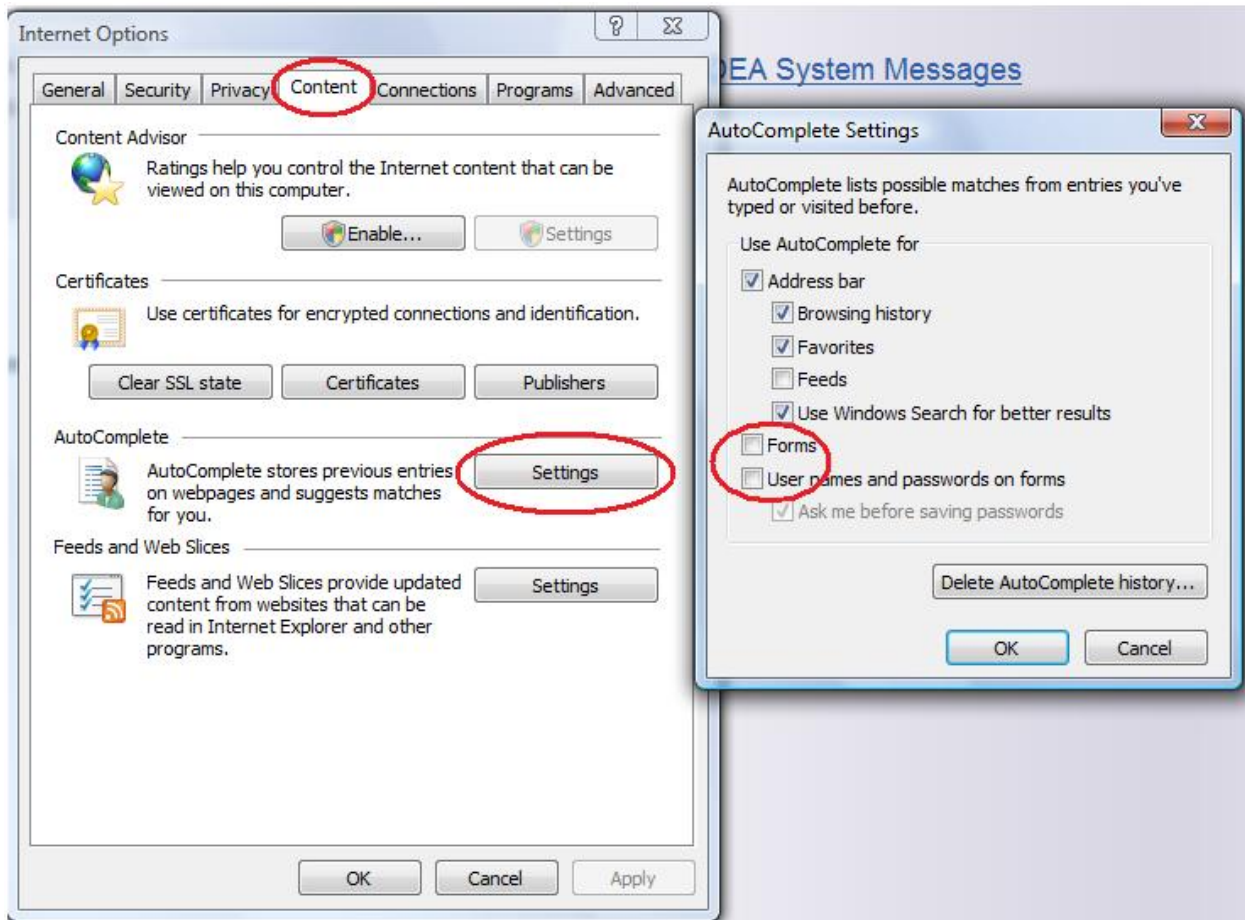 Internet Options
General Security Privacy Content Connections Programs Advanced
Content Advisor
Ratings help you control the Internet content that can be
viewed on this computer.
Enable... Settings
Certificates
Use certificates for encrypted connections and identification.
Clear SSL state Certificates Publishers
AutoComplete
AutoComplete stores previous entries
on webpages and suggests matches
for you.
Settings
Feeds and Web Slices
Feeds and Web Slices provide updated
content from websites that can be
read in Internet Explorer and other
programs.
Settings
OK Cancel Apply
DEA System Messages
AutoComplete Settings
AutoComplete lists possible matches from entries you've
typed or visited before.
Use AutoComplete for
Address bar
Browsing history
Favorites
Feeds
Use Windows Search for better results
Forms
User names and passwords on forms
Ask me before saving passwords
Delete AutoComplete history...
OK Cancel